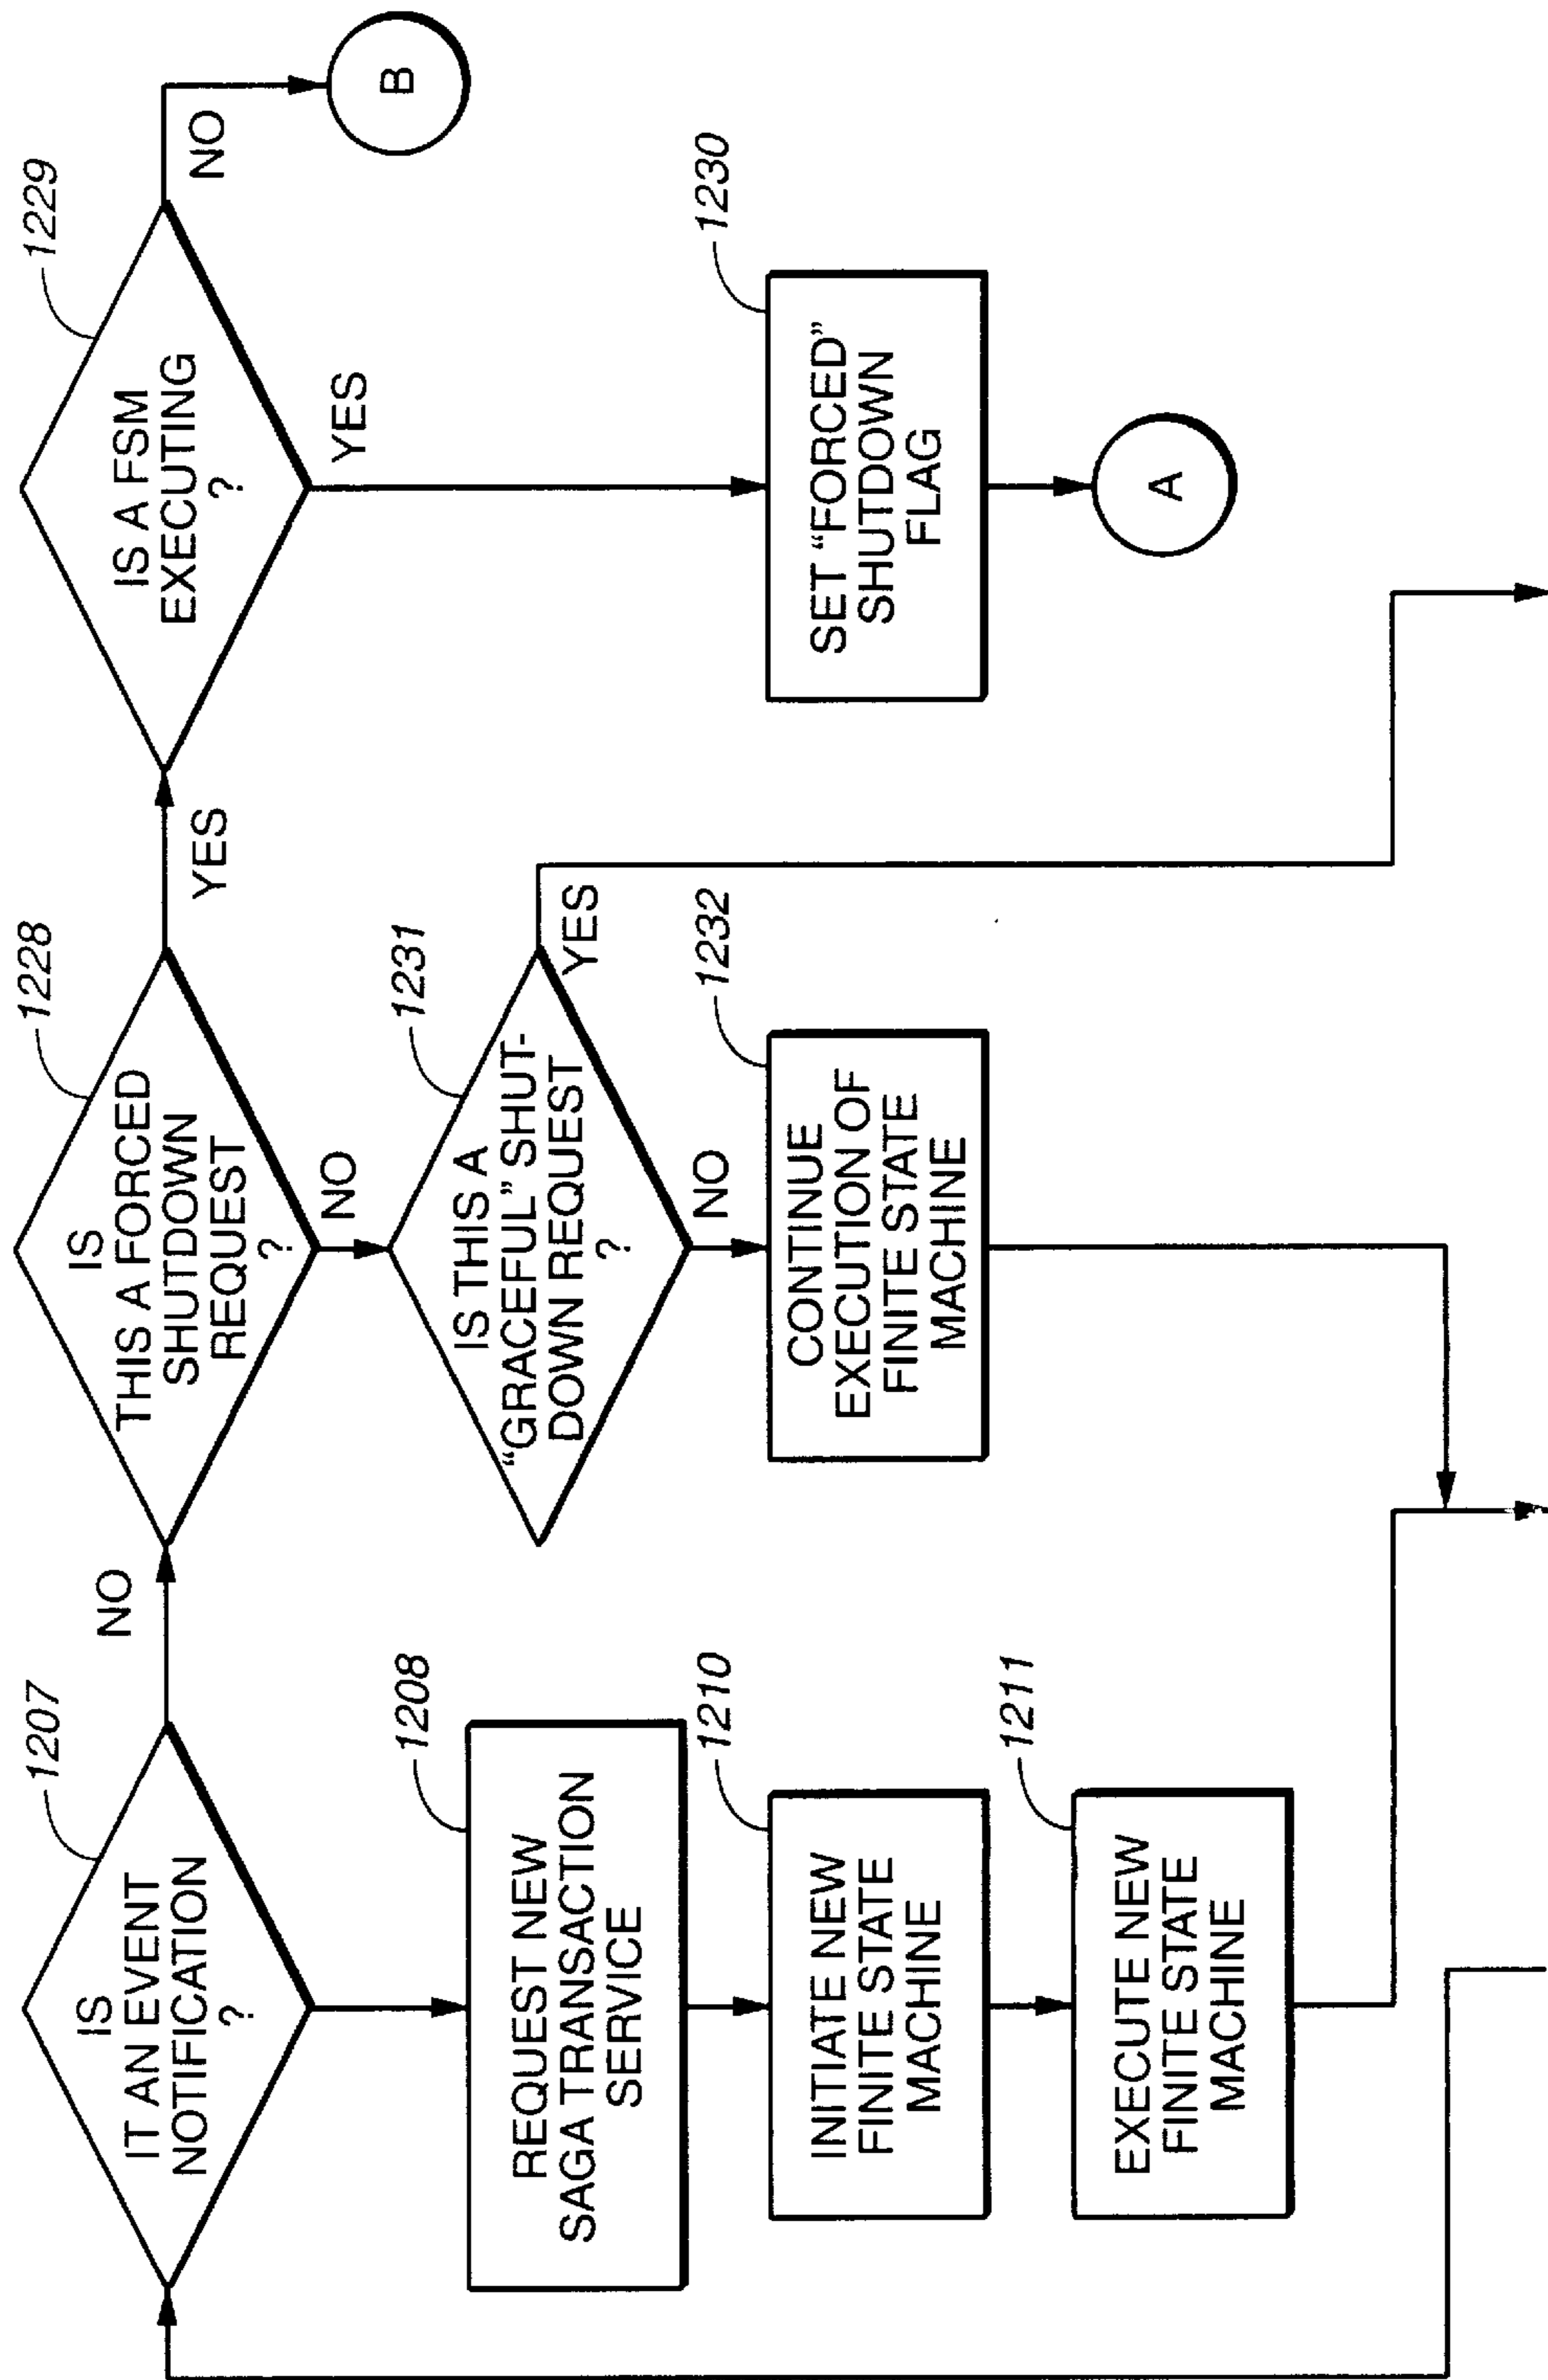 1207
IS
IT AN EVENT
NOTIFICATION
?
NO
1208
REQUEST NEW
SAGA TRANSACTION
SERVICE
1210
INITIATE NEW
FINITE STATE
MACHINE
1211
EXECUTE NEW
FINITE STATE
MACHINE
1228
IS
THIS A FORCED
SHUTDOWN
REQUEST
?
YES
NO
1231
IS THIS A
“GRACEFUL” SHUT-
DOWN REQUEST
?
YES
NO
1232
CONTINUE
EXECUTION OF
FINITE STATE
MACHINE
1229
IS A FSM
EXECUTING
?
NO
B
YES
1230
SET “FORCED”
SHUTDOWN
FLAG
A